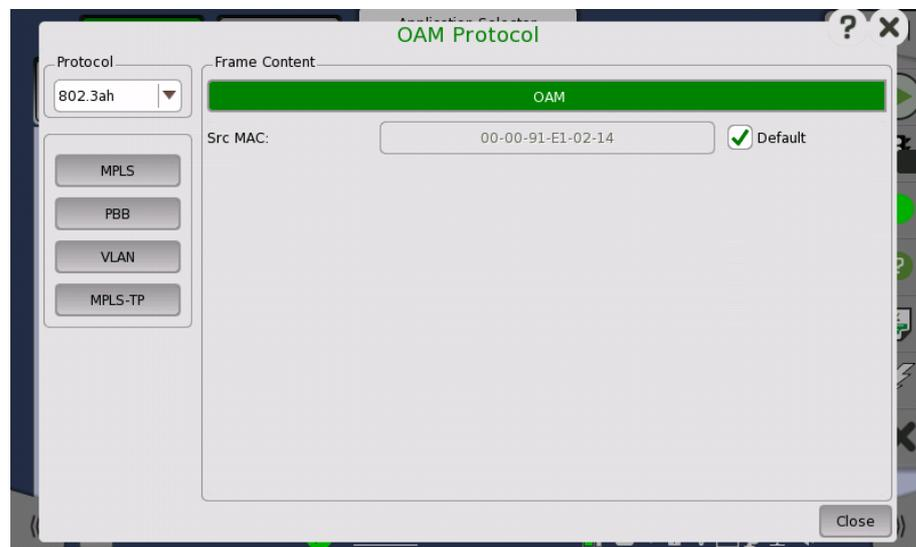 OAM Protocol
?
Protocol
802.3ah
MPLS
PBB
VLAN
MPLS-TP
Frame Content
OAM
Src MAC: 00-00-91-E1-02-14 Default
Close